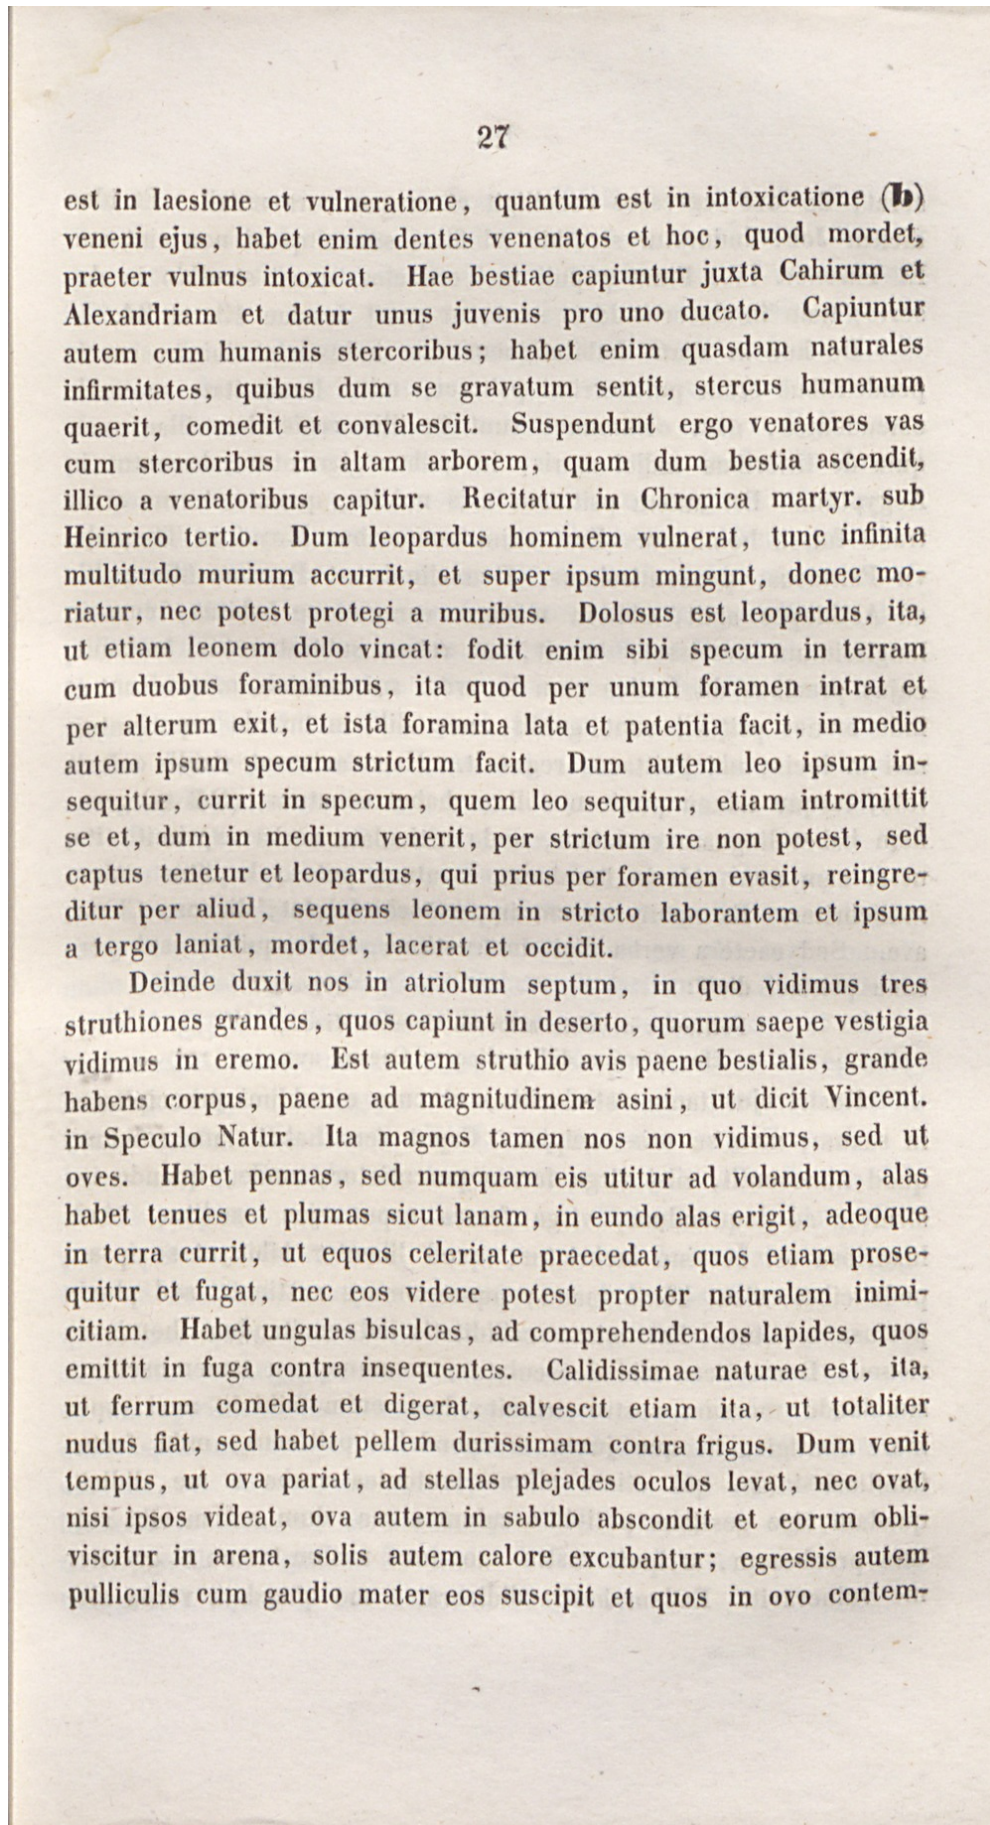 27
est in laesione et vulneratione, quantum est in intoxicatione (b)
veneni ejus, habet enim dentes venenatos et hoc, quod mordet,
praeter vulnus intoxicat. Hae bestiae capiuntur juxta Cahirum et
Alexandriam et datur unus juvenis pro uno ducato. Capiuntur
autem cum humanis stercoribus; habet enim quasdam naturales
infirmitates, quibus dum se gravatum sentit, stercus humanum
quaerit, comedit et convalescit. Suspendunt ergo venatores vas
cum stercoribus in altam arborem, quam dum bestia ascendit,
illico a venatoribus capitur. Recitatur in Chronica martyr. sub
Heinrico tertio. Dum leopardus hominem vulnerat, tunc infinita
multitudo murium accurrit, et super ipsum mingunt, donec mo-
riatur, nec potest protegi a muribus. Dolosus est leopardus, ita,
ut etiam leonem dolo vincat: fodit enim sibi specum in terram
cum duobus foraminibus, ita quod per unum foramen intrat et
per alterum exit, et ista foramina lata et patentia facit, in medio
autem ipsum specum strictum facit. Dum autem leo ipsum in-
sequitur, currit in specum, quem leo sequitur, etiam intromittit
se et, dum in medium venerit, per strictum ire non potest, sed
captus tenetur et leopardus, qui prius per foramen evasit, reingre-
ditur per aliud, sequens leonem in stricto laborantem et ipsum
a tergo laniat, mordet, lacerat et occidit.
Deinde duxit nos in atriolum septum, in quo vidimus tres
struthiones grandes, quos capiunt in deserto, quorum saepe vestigia
vidimus in eremo. Est autem struthio avis paene bestialis, grande
habens corpus, paene ad magnitudinem asini, ut dicit Vincent.
in Speculo Natur. Ita magnos tamen nos non vidimus, sed ut
oves. Habet pennas, sed numquam eis utitur ad volandum, alas
habet tenues et plumas sicut lanam, in eundo alas erigit, adeoque
in terra currit, ut equos celeritate praecedat, quos etiam prose-
quitur et fugat, nec eos videre potest propter naturalem inimi-
citiam. Habet ungulas bisulcas, ad comprehendendos lapides, quos
emittit in fuga contra insequentes. Calidissimae naturae est, ita,
ut ferrum comedat et digerat, calvescit etiam ita, ut totaliter
nudus fiat, sed habet pellem durissimam contra frigus. Dum venit
tempus, ut ova pariat, ad stellas plejades oculos levat, nec ovat,
nisi ipsos videat, ova autem in sabulo abscondit et eorum obli-
viscitur in arena, solis autem calore excubantur; egressis autem
pulliculis cum gaudio mater eos suscipit et quos in ovo contem-